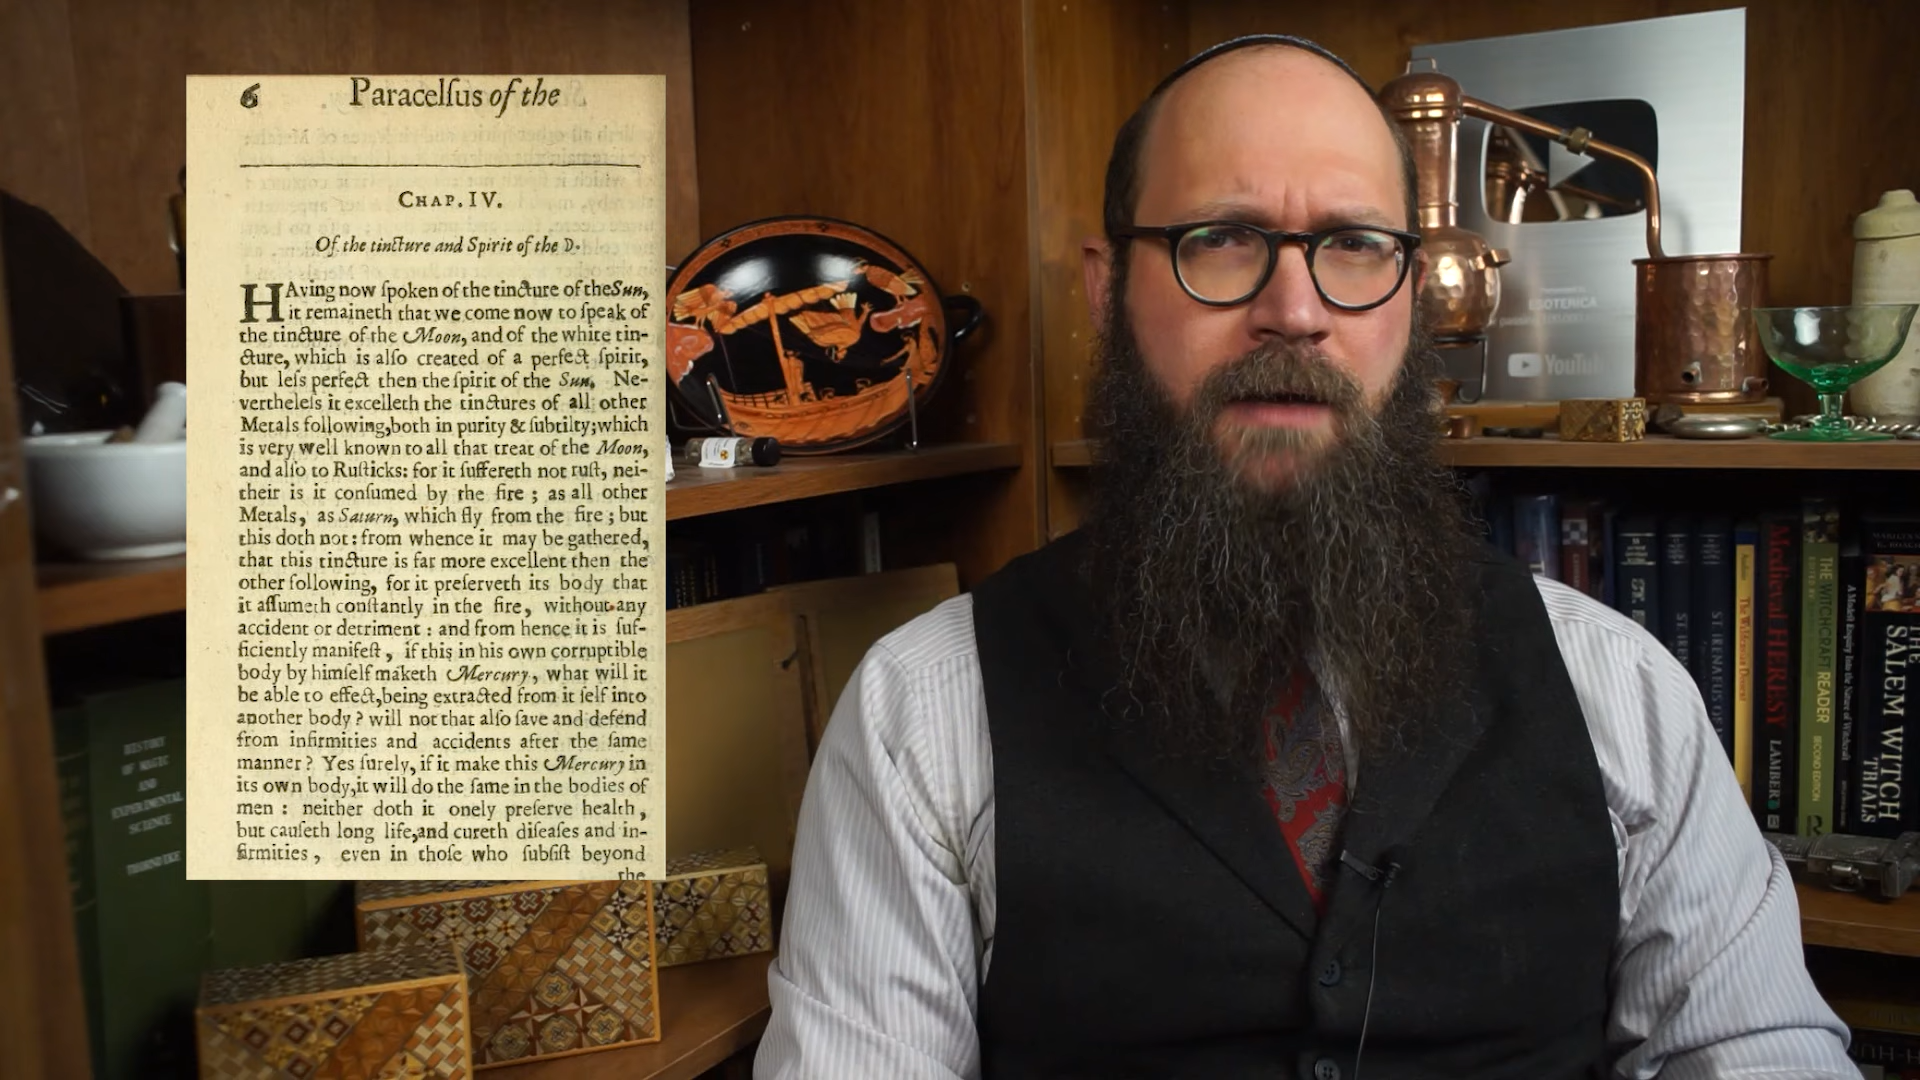 6 Paracelſus of the
CHAP. IV.
Of the tincture and Spirit of the ☽.
HAving now ſpoken of the tincture of the Sun,
it remaineth that we come now to ſpeak of
the tincture of the Moon, and of the white tin-
cture, which is alſo created of a perfect ſpirit,
but leſs perfect then the ſpirit of the Sun. Ne-
vertheleſs it excelleth the tinctures of all other
Metals following, both in purity & ſubtilty; which
is very well known to all that treat of the Moon,
and alſo to Ruſticks: for it ſuffereth not ruſt, nei-
their is it conſumed by the fire ; as all other
Metals, as Saturn, which fly from the fire ; but
this doth not : from whence it may be gathered,
that this tincture is far more excellent then the
other following, for it preſerveth its body that
it aſſumeth conſtantly in the fire, without any
accident or detriment : and from hence it is ſuf-
ficiently manifeſt , if this in his own corruptible
body by himſelf maketh Mercury, what will it
be able to effect, being extracted from it ſelf into
another body ? will not that alſo ſave and defend
from infirmities and accidents after the ſame
manner ? Yes ſurely, if it make this Mercury in
its own body, it will do the ſame in the bodies of
men : neither doth it onely preſerve health ,
but cauſeth long life, and cureth diſeaſes and in-
firmities , even in thoſe who ſubſiſt beyond
the
HISTORY
OF MAGIC
AND
EXPERIMENTAL
SCIENCE
THORNDIKE
ESOTERICA
YouTube
Medieval HERESY LAMBERT
THE WITCHCRAFT READER SECOND EDITION
THE SALEM WITCH TRIALS